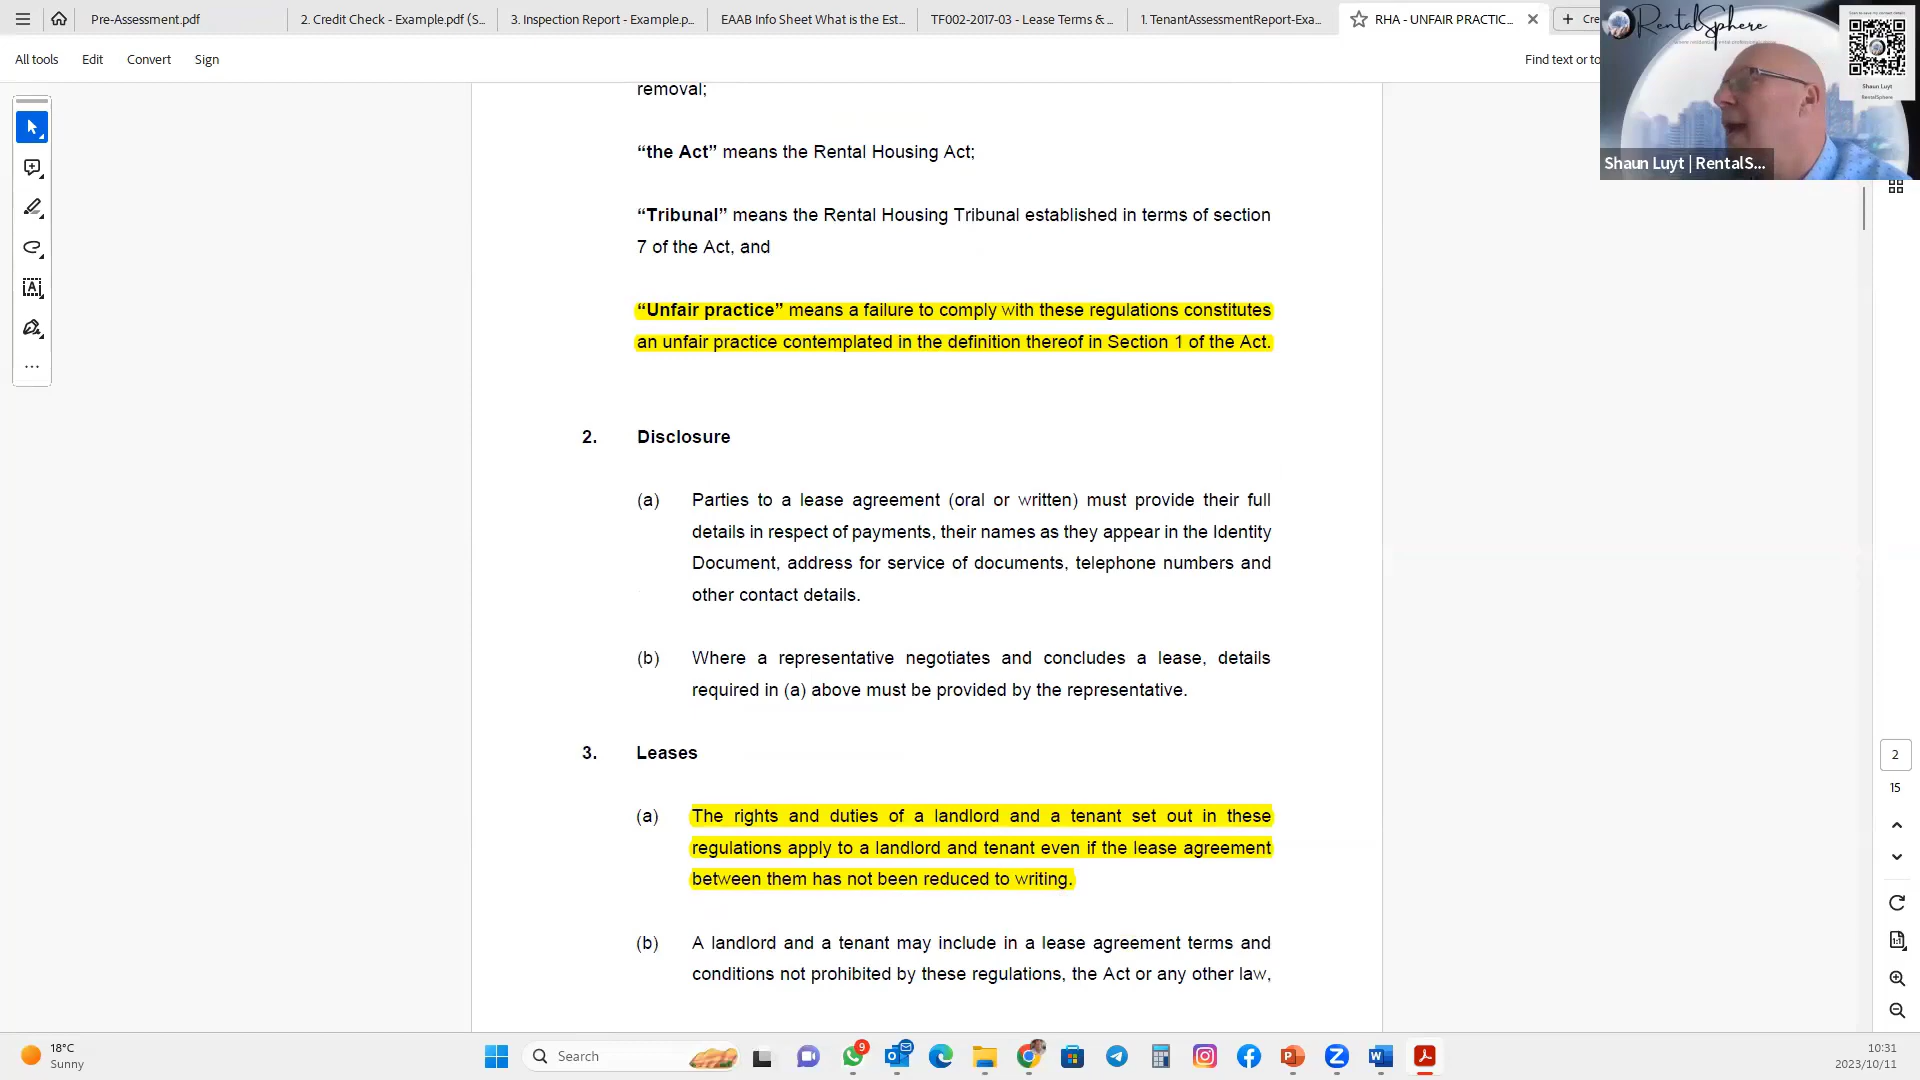 Pre-Assessment.pdf
2. Credit Check - Example.pdf (S...
3. Inspection Report - Example.p...
EAAB Info Sheet What is the Est...
TF002-2017-03 - Lease Terms & ...
1. TenantAssessmentReport-Exa...
RHA - UNFAIR PRACTIC...
Cre
RentalSphere
All tools
Edit
Convert
Sign
Find text or to
Shaun Luyt
RentalSphere
Shaun Luyt | RentalS...
removal;
“the Act” means the Rental Housing Act;
“Tribunal” means the Rental Housing Tribunal established in terms of section
7 of the Act, and
“Unfair practice” means a failure to comply with these regulations constitutes
an unfair practice contemplated in the definition thereof in Section 1 of the Act.
2. Disclosure
(a) Parties to a lease agreement (oral or written) must provide their full
details in respect of payments, their names as they appear in the Identity
Document, address for service of documents, telephone numbers and
other contact details.
(b) Where a representative negotiates and concludes a lease, details
required in (a) above must be provided by the representative.
3. Leases
(a) The rights and duties of a landlord and a tenant set out in these
regulations apply to a landlord and tenant even if the lease agreement
between them has not been reduced to writing.
(b) A landlord and a tenant may include in a lease agreement terms and
conditions not prohibited by these regulations, the Act or any other law,
2
15
18°C
Sunny
Search
9
10:31
2023/10/11